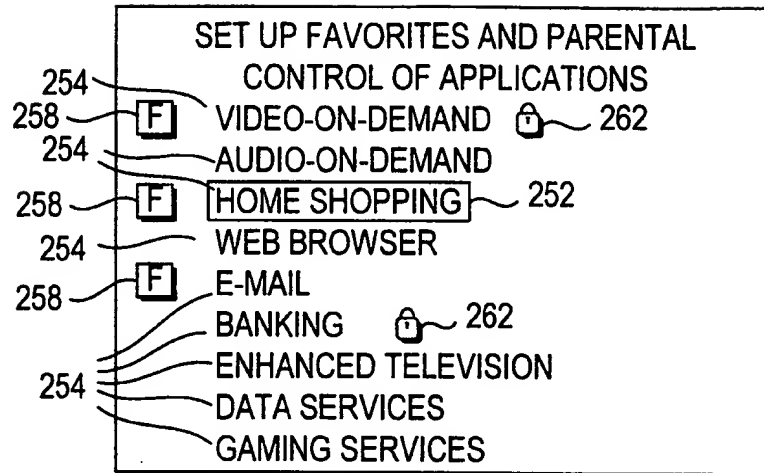 SET UP FAVORITES AND PARENTAL
CONTROL OF APPLICATIONS
254
258 F VIDEO-ON-DEMAND 262
254 AUDIO-ON-DEMAND
258 F HOME SHOPPING 252
254 WEB BROWSER
258 F E-MAIL
BANKING 262
ENHANCED TELEVISION
254 DATA SERVICES
GAMING SERVICES